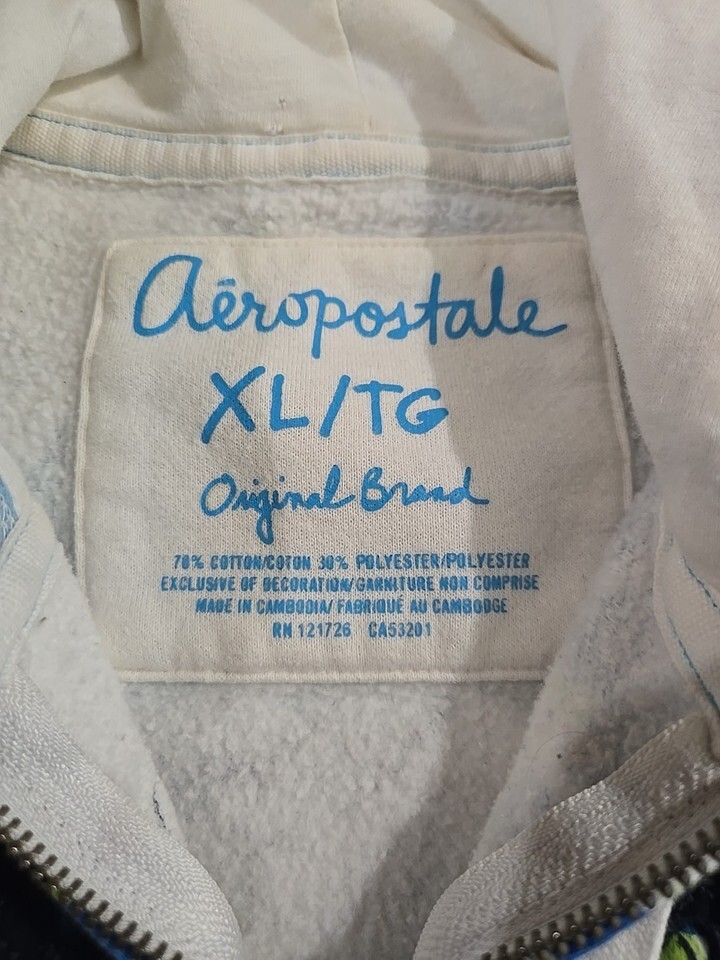 Aéropostale
XL/TG
Original Brand
70% COTTON/COTON 30% POLYESTER/POLYESTER
EXCLUSIVE OF DECORATION/GARNITURE NON COMPRISE
MADE IN CAMBODIA/ FABRIQUÉ AU CAMBODGE
RN 121726 CA53201